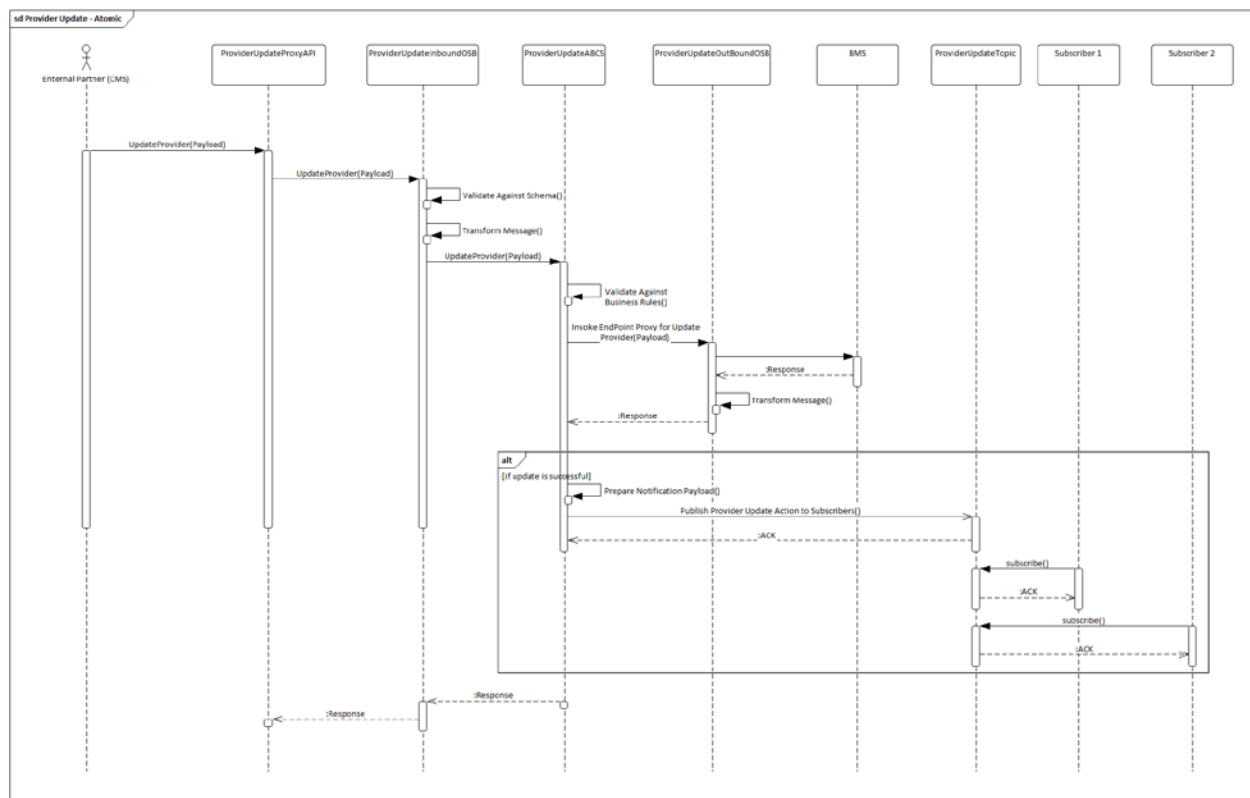 sd Provider Update - Atomic
Enternal Partner (CMS)
ProviderUpdateProxyAPI
ProviderUpdateInboundOSB
ProviderUpdateABCS
ProviderUpdateOutBoundOSB
BMS
ProviderUpdateTopic
Subscriber 1
Subscriber 2
UpdateProvider(Payload)
UpdateProvider(Payload)
Validate Against Schema()
Transform Message()
UpdateProvider(Payload)
Validate Against
Business Rules()
Invoke EndPoint Proxy for Update
Provider(Payload)
:Response
Transform Message()
:Response
alt
[if update is successful]
Prepare Notification Payload()
Publish Provider Update Action to Subscribers()
:ACK
subscribe()
:ACK
subscribe()
:ACK
:Response
:Response